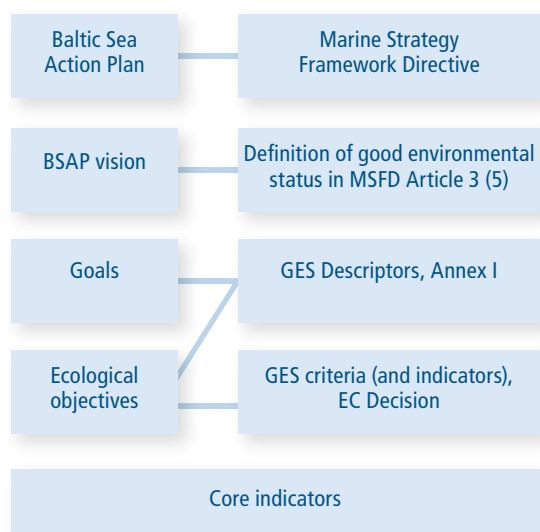 Baltic Sea
Action Plan
Marine Strategy
Framework Directive
BSAP vision
Definition of good environmental
status in MSFD Article 3 (5)
Goals
GES Descriptors, Annex I
Ecological
objectives
GES criteria (and indicators),
EC Decision
Core indicators